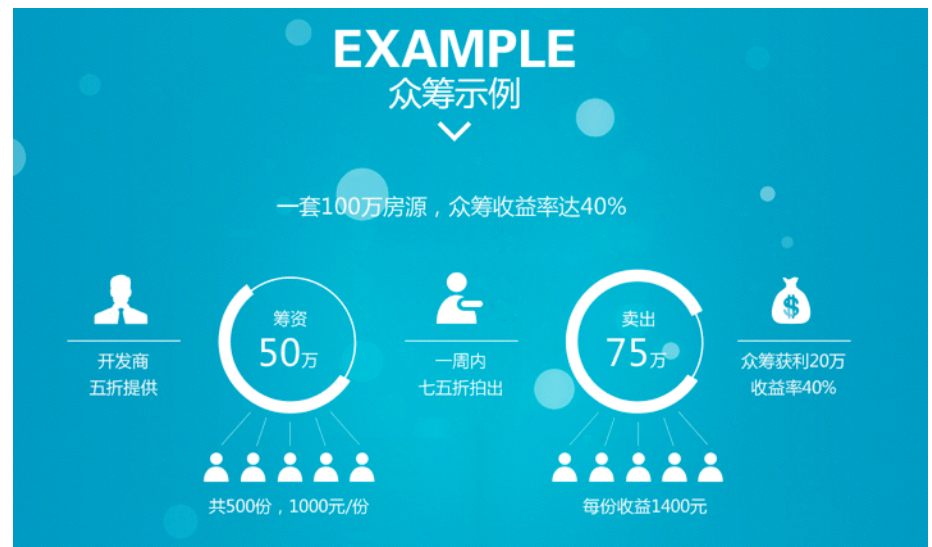 EXAMPLE
众筹示例
一套100万房源，众筹收益率达40%
开发商
五折提供
筹资
50万
共500份，1000元/份
一周内
七五折拍出
卖出
75万
每份收益1400元
众筹获利20万
收益率40%